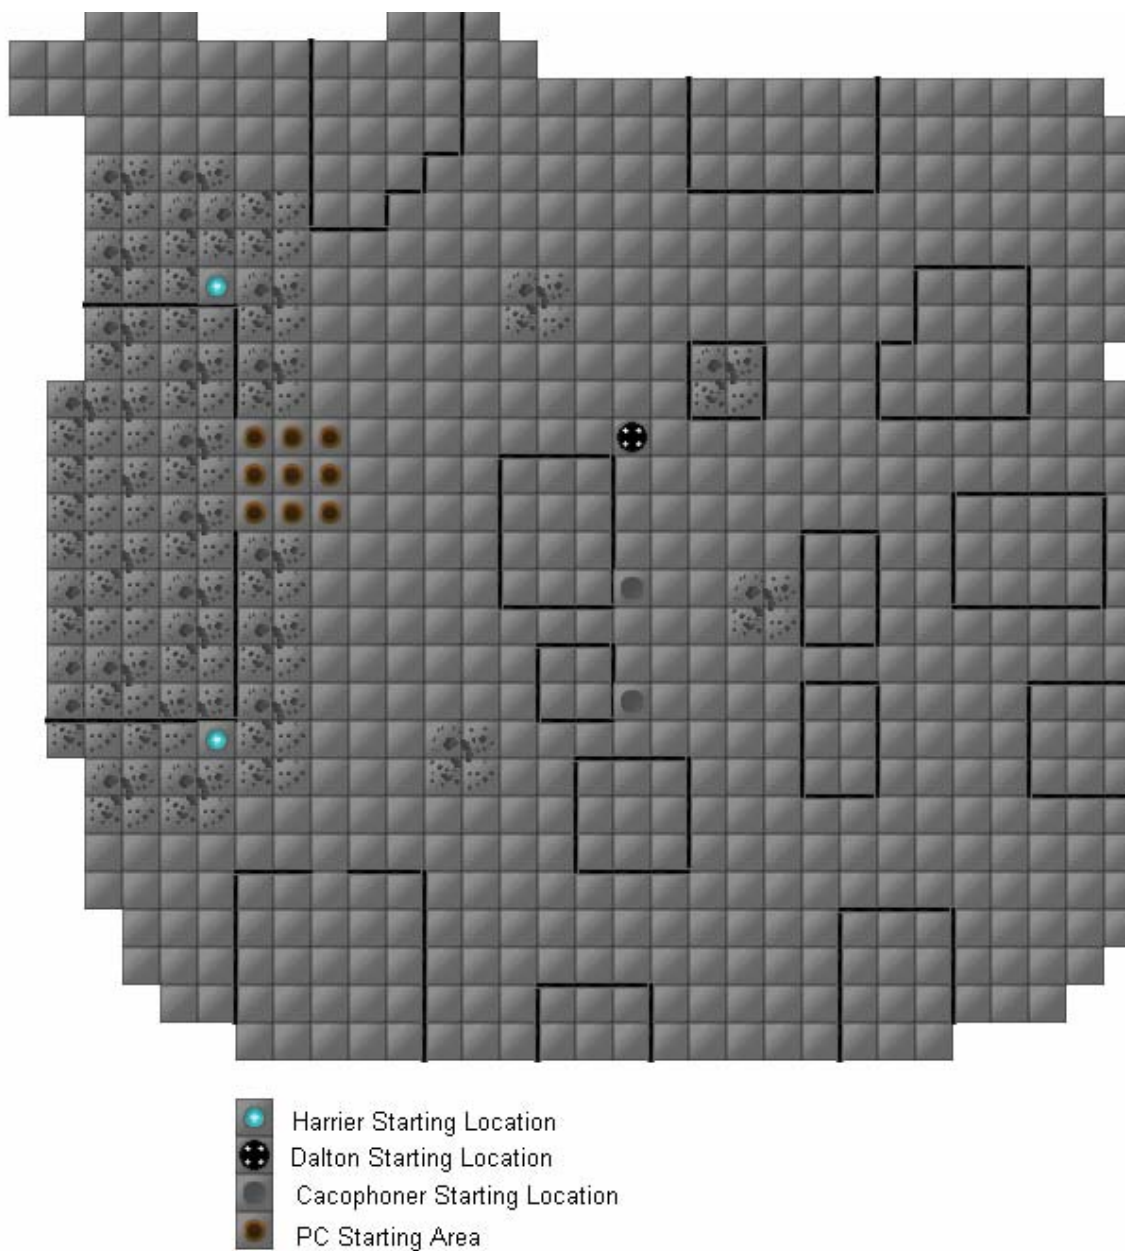 Harrier Starting Location
Dalton Starting Location
Cacophoner Starting Location
PC Starting Area